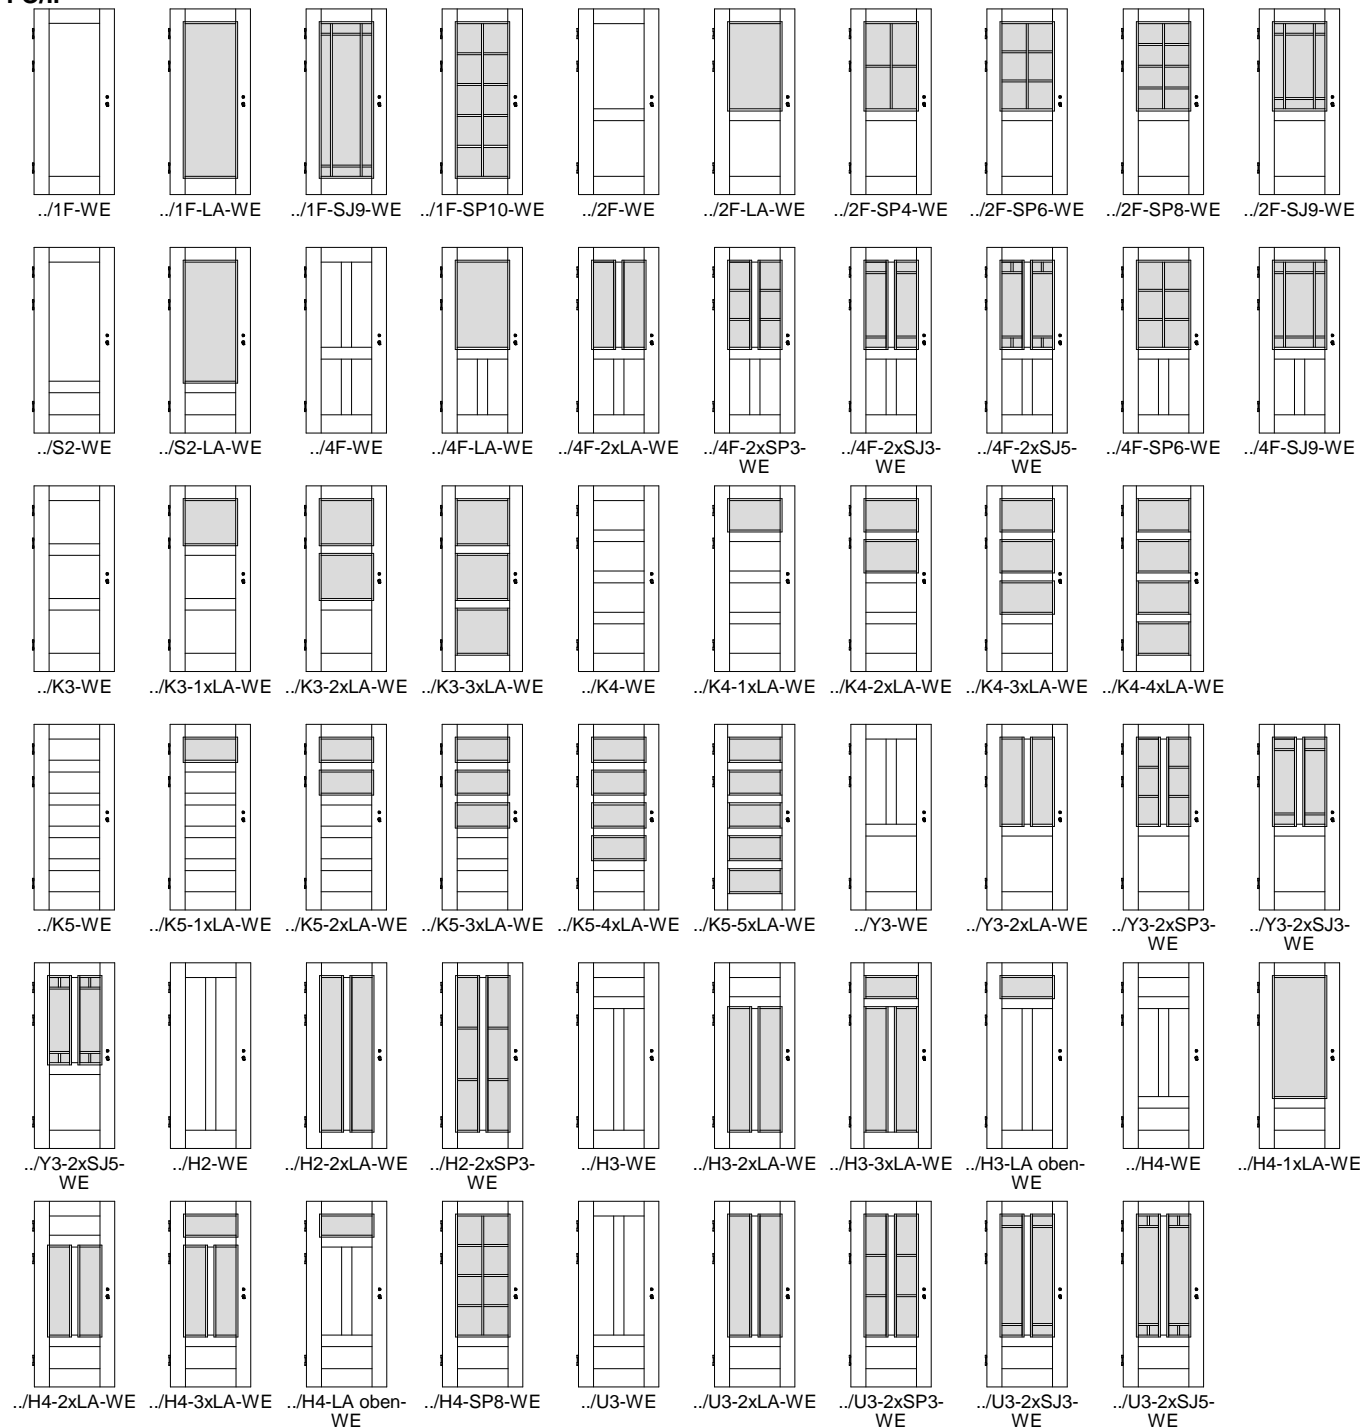 ../1F-WE ../1F-LA-WE ../1F-SJ9-WE ../1F-SP10-WE ../2F-WE ../2F-LA-WE ../2F-SP4-WE ../2F-SP6-WE ../2F-SP8-WE ../2F-SJ9-WE
../S2-WE ../S2-LA-WE ../4F-WE ../4F-LA-WE ../4F-2xLA-WE ../4F-2xSP3- ../4F-2xSJ3- ../4F-2xSJ5- ../4F-SP6-WE ../4F-SJ9-WE
WE WE WE
../K3-WE ../K3-1xLA-WE ../K3-2xLA-WE ../K3-3xLA-WE ../K4-WE ../K4-1xLA-WE ../K4-2xLA-WE ../K4-3xLA-WE ../K4-4xLA-WE
../K5-WE ../K5-1xLA-WE ../K5-2xLA-WE ../K5-3xLA-WE ../K5-4xLA-WE ../K5-5xLA-WE ../Y3-WE ../Y3-2xLA-WE ../Y3-2xSP3- ../Y3-2xSJ3-
WE WE
../Y3-2xSJ5- ../H2-WE ../H2-2xLA-WE ../H2-2xSP3- ../H3-WE ../H3-2xLA-WE ../H3-3xLA-WE ../H3-LA oben- ../H4-WE ../H4-1xLA-WE
WE WE WE
../H4-2xLA-WE ../H4-3xLA-WE ../H4-LA oben- ../H4-SP8-WE ../U3-WE ../U3-2xLA-WE ../U3-2xSP3- ../U3-2xSJ3- ../U3-2xSJ5-
WE WE WE WE